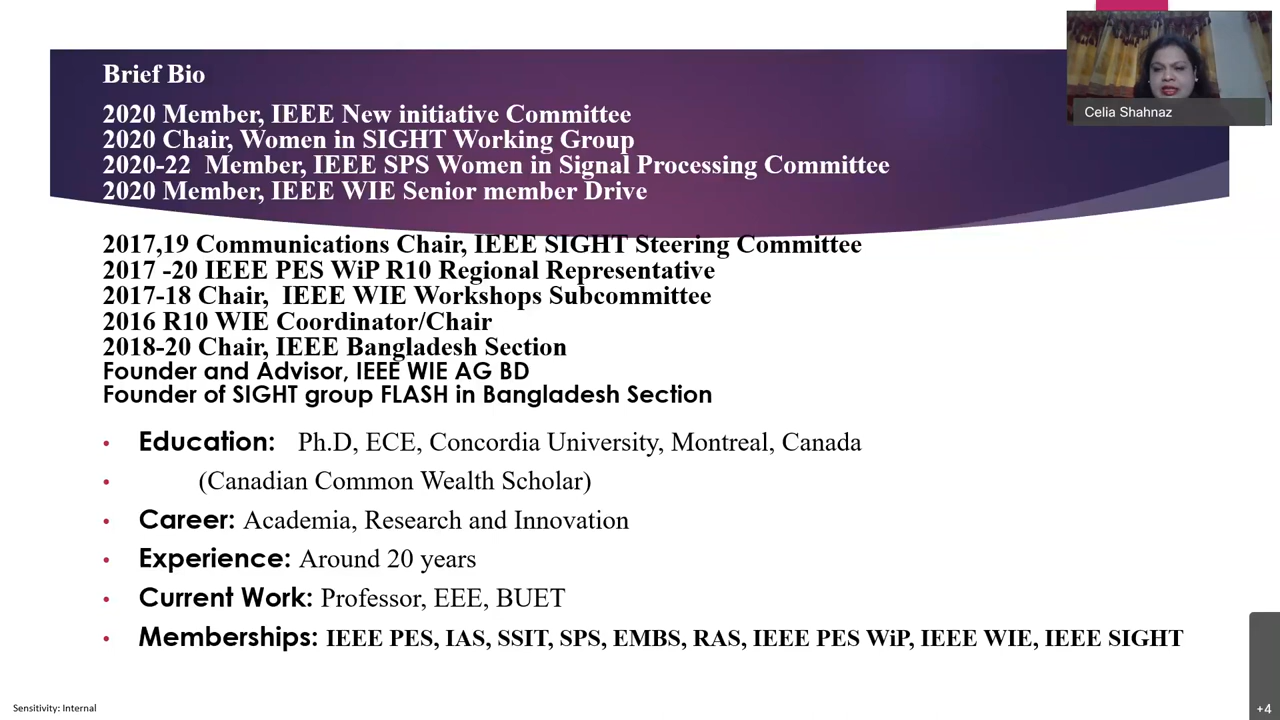 Brief Bio
2020 Member, IEEE New initiative Committee
2020 Chair, Women in SIGHT Working Group
2020-22 Member, IEEE SPS Women in Signal Processing Committee
2020 Member, IEEE WIE Senior member Drive
Celia Shahnaz
2017,19 Communications Chair, IEEE SIGHT Steering Committee
2017 -20 IEEE PES WiP R10 Regional Representative
2017-18 Chair, IEEE WIE Workshops Subcommittee
2016 R10 WIE Coordinator/Chair
2018-20 Chair, IEEE Bangladesh Section
Founder and Advisor, IEEE WIE AG BD
Founder of SIGHT group FLASH in Bangladesh Section
• Education: Ph.D, ECE, Concordia University, Montreal, Canada
• (Canadian Common Wealth Scholar)
• Career: Academia, Research and Innovation
• Experience: Around 20 years
• Current Work: Professor, EEE, BUET
• Memberships: IEEE PES, IAS, SSIT, SPS, EMBS, RAS, IEEE PES WiP, IEEE WIE, IEEE SIGHT
Sensitivity: Internal
+4